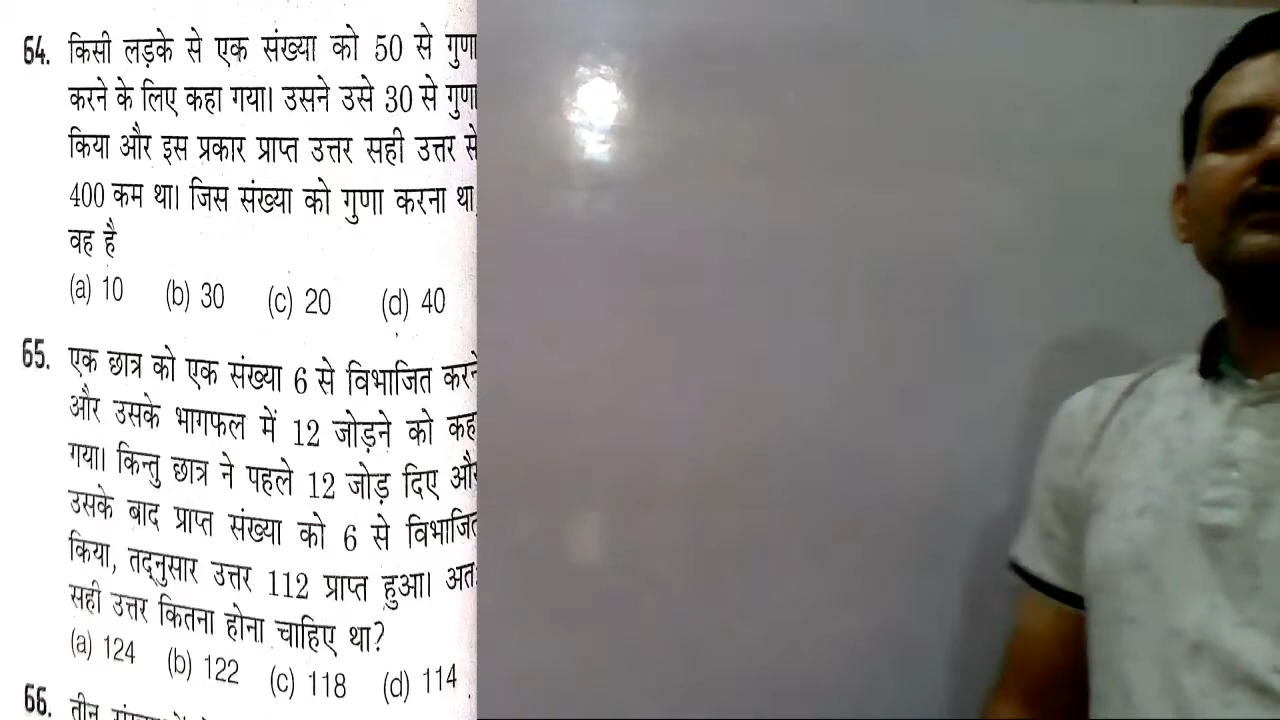 64. किसी लड़के से एक संख्या को 50 से गुणा
करने के लिए कहा गया। उसने उसे 30 से गुणा
किया और इस प्रकार प्राप्त उत्तर सही उत्तर से
400 कम था। जिस संख्या को गुणा करना था,
वह है
(a) 10 (b) 30 (c) 20 (d) 40
65. एक छात्र को एक संख्या 6 से विभाजित करने
और उसके भागफल में 12 जोड़ने को कह
गया। किन्तु छात्र ने पहले 12 जोड़ दिए और
उसके बाद प्राप्त संख्या को 6 से विभाजित
किया, तद्नुसार उत्तर 112 प्राप्त हुआ। अत:
सही उत्तर कितना होना चाहिए था?
(a) 124 (b) 122 (c) 118 (d) 114
66. तीन